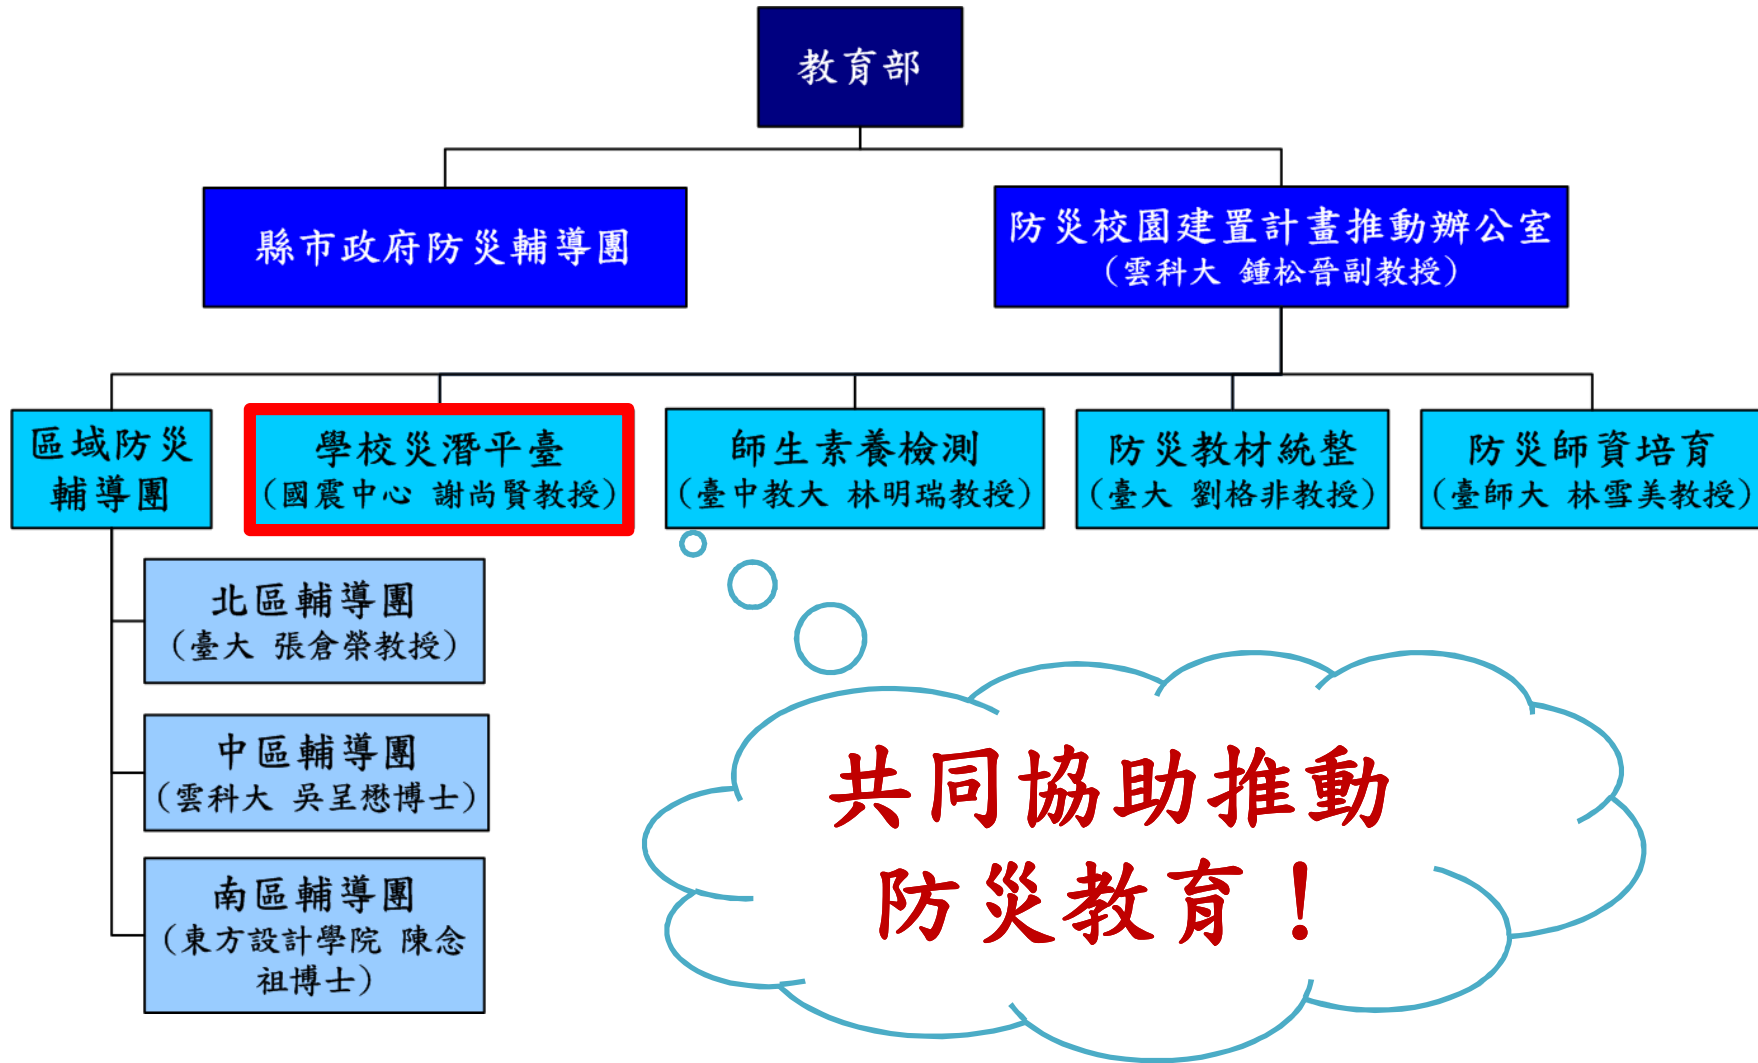 教育部
縣市政府防災輔導團
防災校園建置計畫推動辦公室
（雲科大 鍾松晉副教授）
區域防災
輔導團
學校災潛平臺
（國震中心 謝尚賢教授）
師生素養檢測
（臺中教大 林明瑞教授）
防災教材統整
（臺大 劉格非教授）
防災師資培育
（臺師大 林雪美教授）
北區輔導團
（臺大 張倉榮教授）
中區輔導團
（雲科大 吳呈懋博士）
南區輔導團
（東方設計學院 陳念
祖博士）
共同協助推動
防災教育！